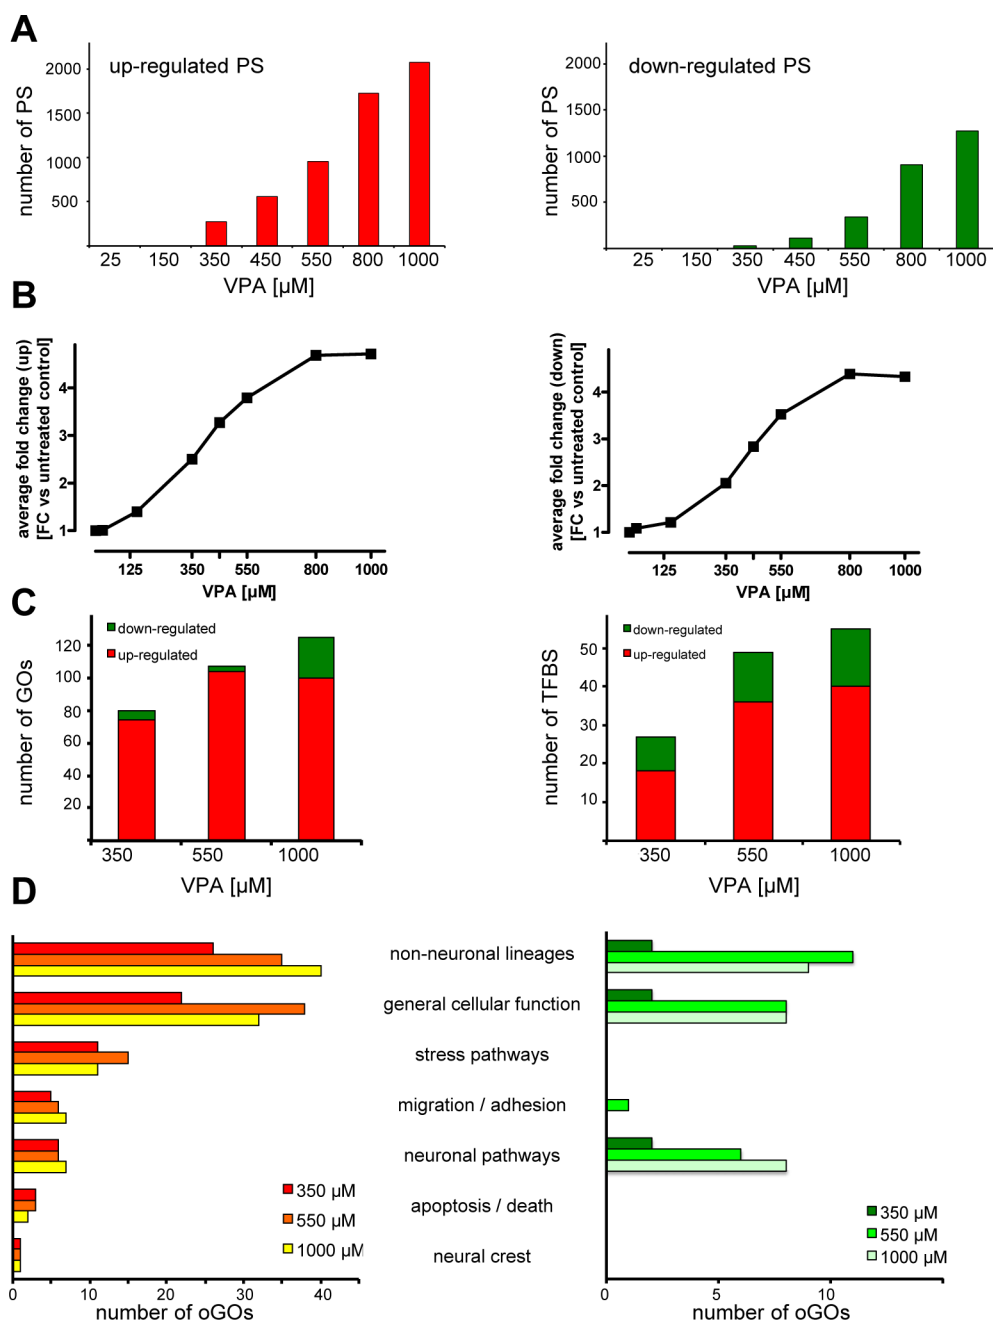 A
up-regulated PS
number of PS
2000
1500
1000
500
25 150 350 450 550 800 1000
VPA [µM]
down-regulated PS
number of PS
2000
1500
1000
500
25 150 350 450 550 800 1000
VPA [µM]
B
average fold change (up)
[FC vs untreated control]
4
3
2
1
125 350 550 800 1000
VPA [µM]
average fold change (down)
[FC vs untreated control]
4
3
2
1
125 350 550 800 1000
VPA [µM]
C
down-regulated
up-regulated
number of GOs
120
100
80
60
40
20
350 550 1000
VPA [µM]
down-regulated
up-regulated
number of TFBS
50
40
30
20
10
350 550 1000
VPA [µM]
D
non-neuronal lineages
general cellular function
stress pathways
migration / adhesion
neuronal pathways
apoptosis / death
neural crest
350 µM
550 µM
1000 µM
0 10 20 30 40
number of oGOs
350 µM
550 µM
1000 µM
0 5 10
number of oGOs